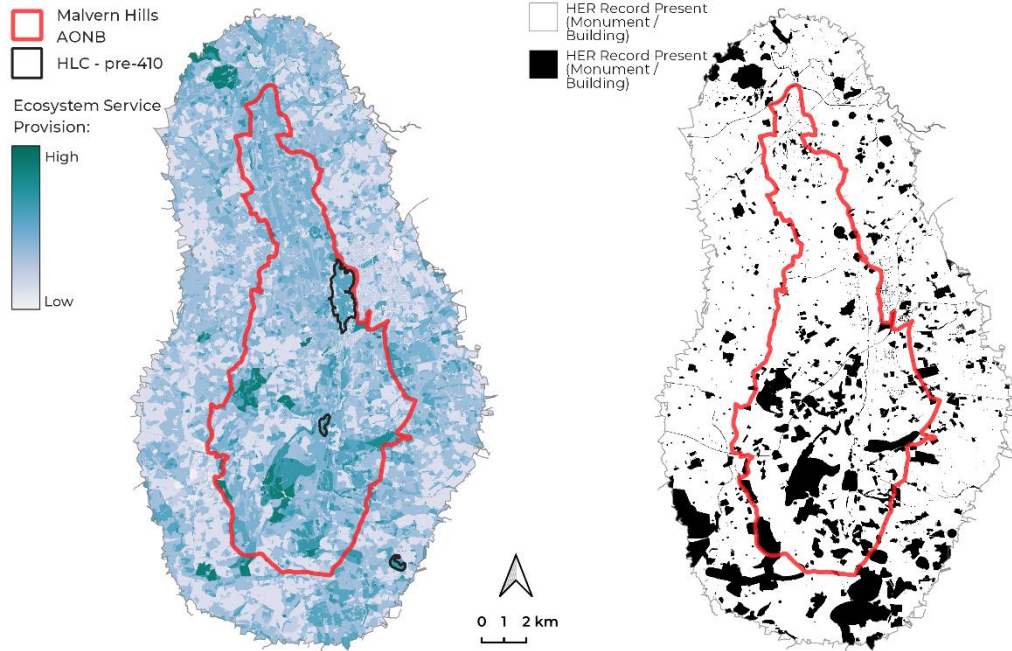 Malvern Hills
AONB
HLC - pre-410
Ecosystem Service
Provision:
High
Low
HER Record Present
(Monument /
Building)
HER Record Present
(Monument /
Building)
0 1 2 km